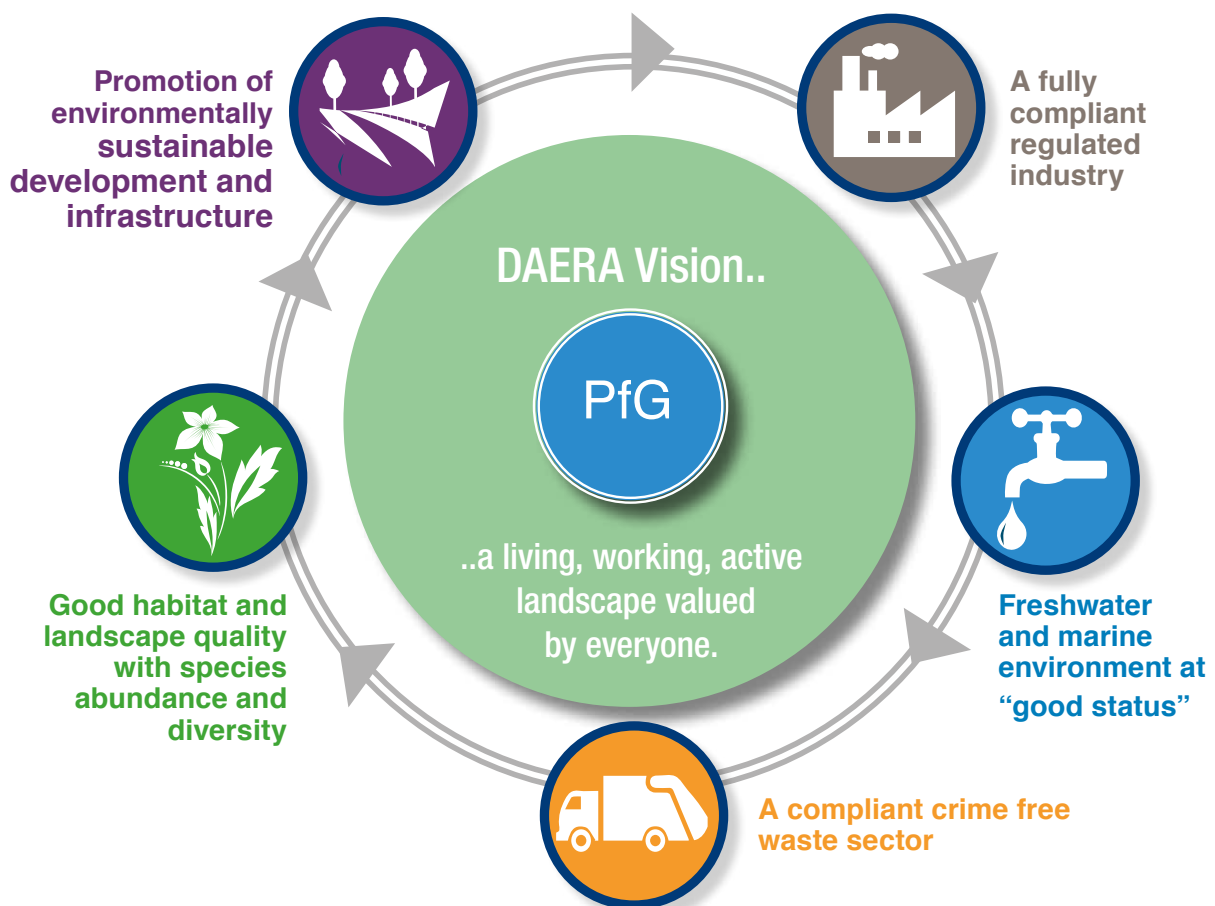 Promotion of
environmentally
sustainable
development and
infrastructure
A fully
compliant
regulated
industry
DAERA Vision..
PfG
..a living, working, active
landscape valued
by everyone.
Good habitat and
landscape quality
with species
abundance and
diversity
Freshwater
and marine
environment at
“good status”
A compliant crime free
waste sector